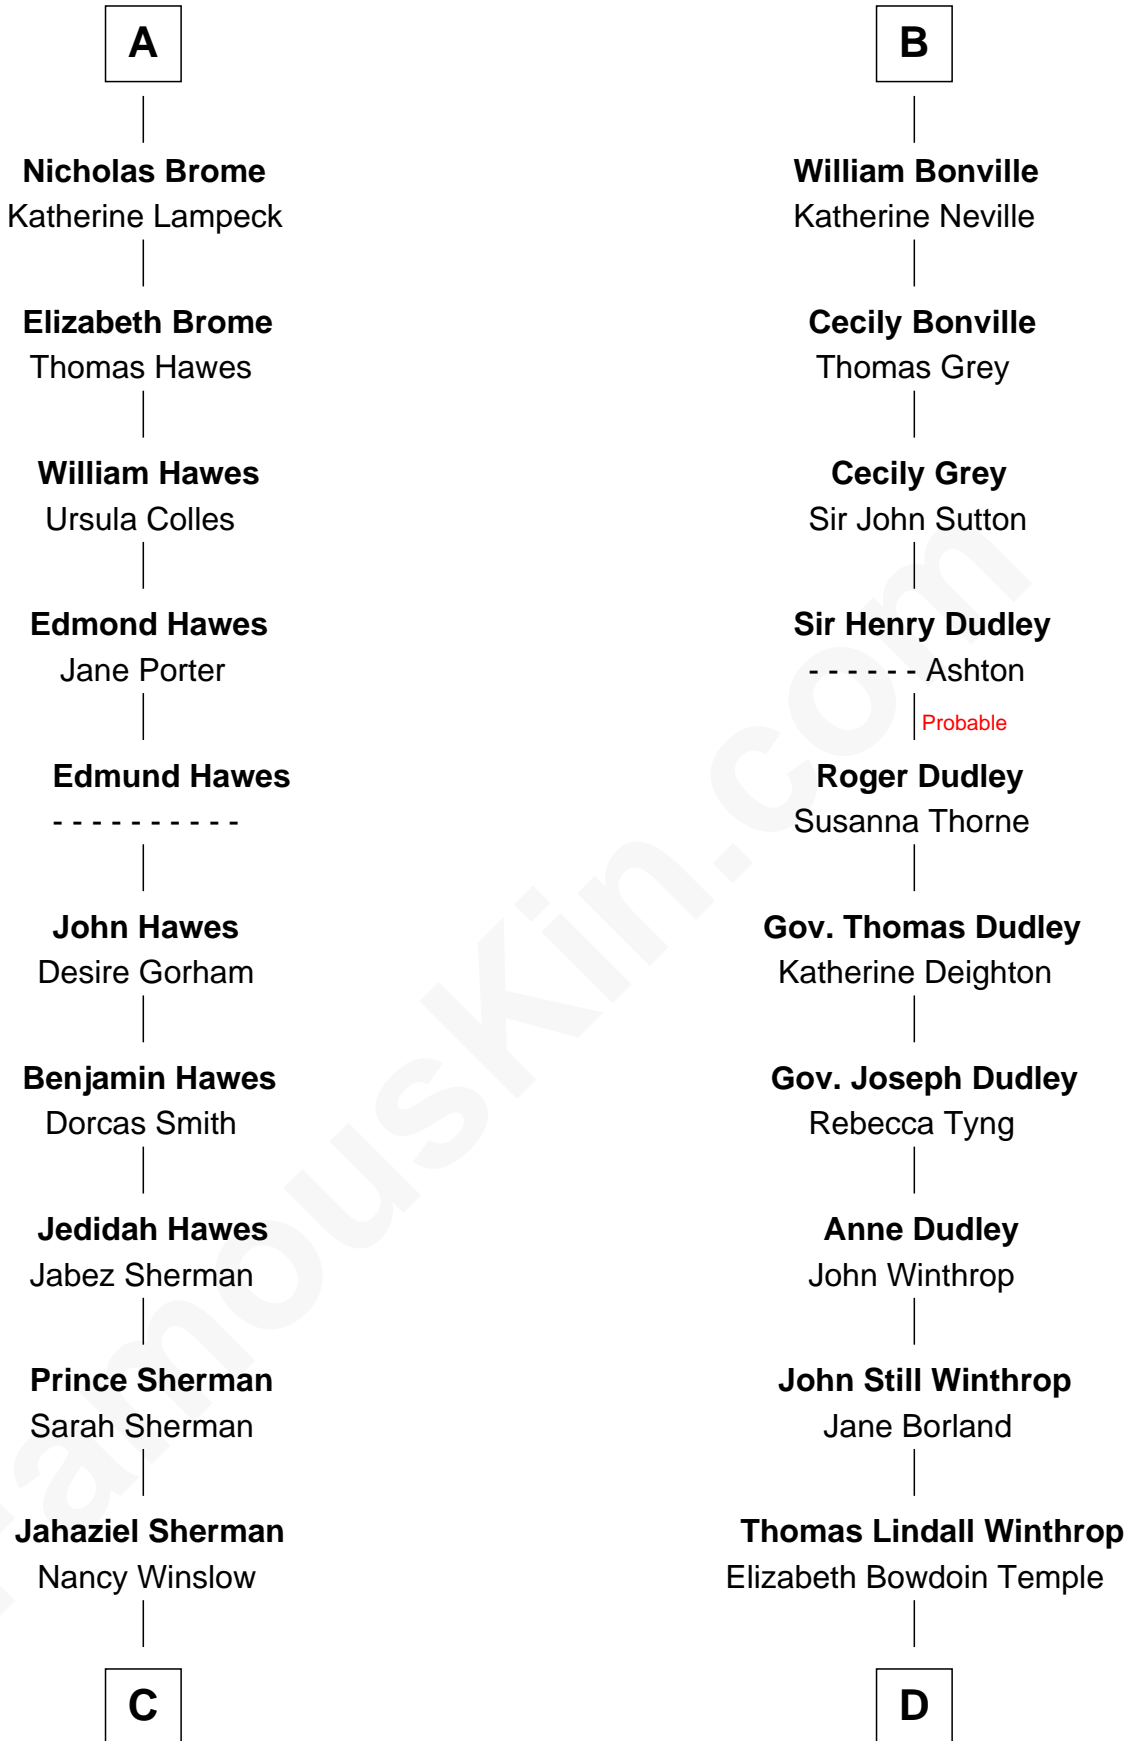 A
Nicholas Brome
Katherine Lampeck
Elizabeth Brome
Thomas Hawes
William Hawes
Ursula Colles
Edmond Hawes
Jane Porter
Edmund Hawes
- - - - - - - - - -
John Hawes
Desire Gorham
Benjamin Hawes
Dorcas Smith
Jedidah Hawes
Jabez Sherman
Prince Sherman
Sarah Sherman
Jahaziel Sherman
Nancy Winslow
C
B
William Bonville
Katherine Neville
Cecily Bonville
Thomas Grey
Cecily Grey
Sir John Sutton
Sir Henry Dudley
- - - - - - Ashton
Probable
Roger Dudley
Susanna Thorne
Gov. Thomas Dudley
Katherine Deighton
Gov. Joseph Dudley
Rebecca Tyng
Anne Dudley
John Winthrop
John Still Winthrop
Jane Borland
Thomas Lindall Winthrop
Elizabeth Bowdoin Temple
D
FamousKin.com